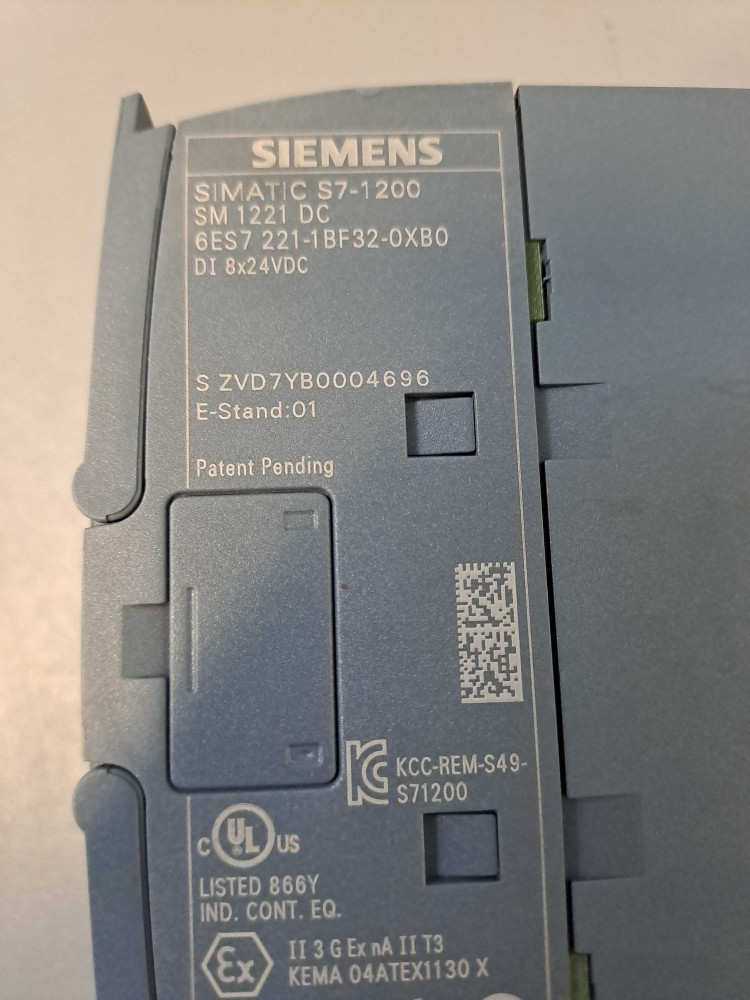 SIEMENS
SIMATIC S7-1200
SM 1221 DC
6ES7 221-1BF32-0XB0
DI 8x24VDC
S ZVD7YB0004696
E-Stand:01
Patent Pending
KCC-REM-S49-
S71200
C UL US
LISTED 866Y
IND. CONT. EQ.
Ex II 3 G Ex nA II T3
KEMA 04ATEX1130 X